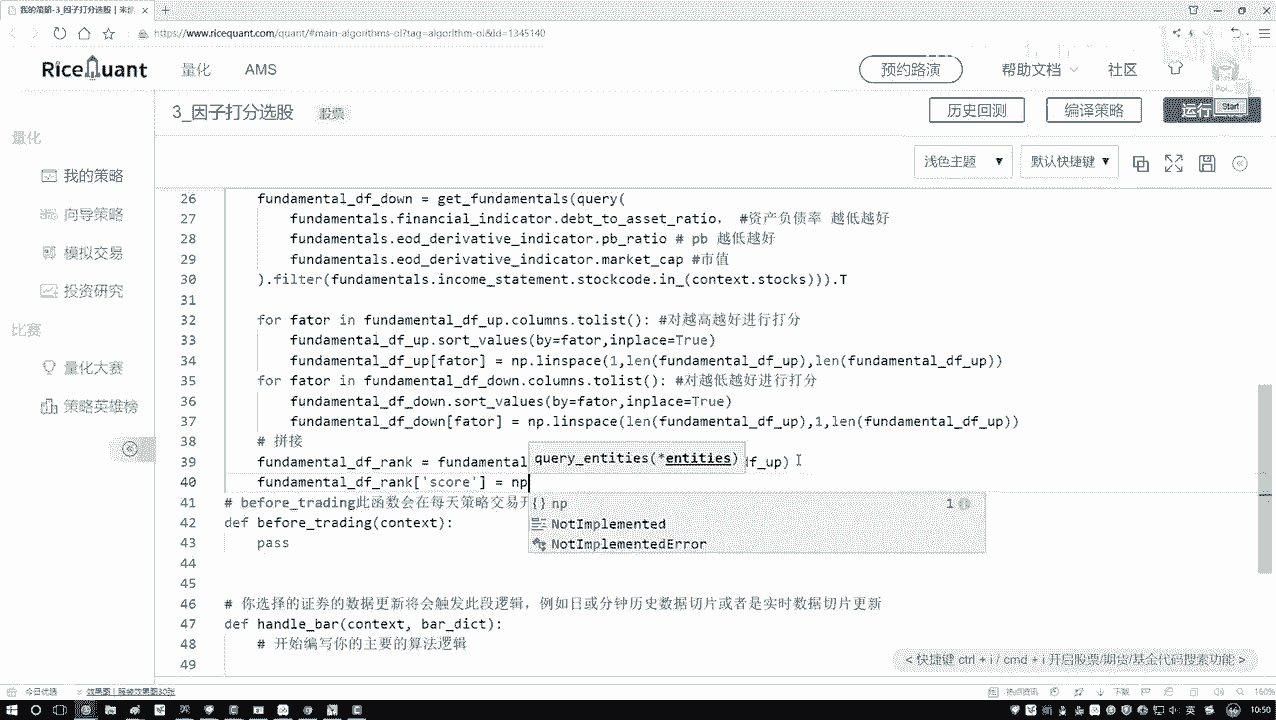 我的策略-3_因子打分选股 |
https://www.ricequant.com/quant/#main-algorithms-ol?tag=algorithm-ol&id=1345140
RiceQuant 量化 AMS 预约路演 帮助文档 社区
Start
3_因子打分选股 股票 历史回测 编译策略 运行
量化
浅色主题 默认快捷键
我的策略
向导策略
模拟交易
投资研究
比赛
量化大赛
策略英雄榜
26 fundamental_df_down = get_fundamentals(query(
27 fundamentals.financial_indicator.debt_to_asset_ratio, #资产负债率 越低越好
28 fundamentals.eod_derivative_indicator.pb_ratio # pb 越低越好
29 fundamentals.eod_derivative_indicator.market_cap #市值
30 ).filter(fundamentals.income_statement.stockcode.in_(context.stocks))).T
31
32 for fator in fundamental_df_up.columns.tolist(): #对越高越好进行打分
33 fundamental_df_up.sort_values(by=fator,inplace=True)
34 fundamental_df_up[fator] = np.linspace(1,len(fundamental_df_up),len(fundamental_df_up))
35 for fator in fundamental_df_down.columns.tolist(): #对越低越好进行打分
36 fundamental_df_down.sort_values(by=fator,inplace=True)
37 fundamental_df_down[fator] = np.linspace(len(fundamental_df_up),1,len(fundamental_df_up))
38 # 拼接
39 fundamental_df_rank = fundamental df_up)
query_entities(*entities)
40 fundamental_df_rank['score'] = np
41 # before_trading此函数会在每天策略交易开
{} np 1
42 def before_trading(context):
NotImplemented
43 pass
NotImplementedError
44
45
46 # 你选择的证券的数据更新将会触发此段逻辑，例如日或分钟历史数据切片或者是实时数据切片更新
47 def handle_bar(context, bar_dict):
48 # 开始编写你的主要的算法逻辑
49
< 快捷键 ctrl + i / cmd + i 开启股票/期货/基金代码搜索功能 >
今日优选
下载 160%
英 10:50